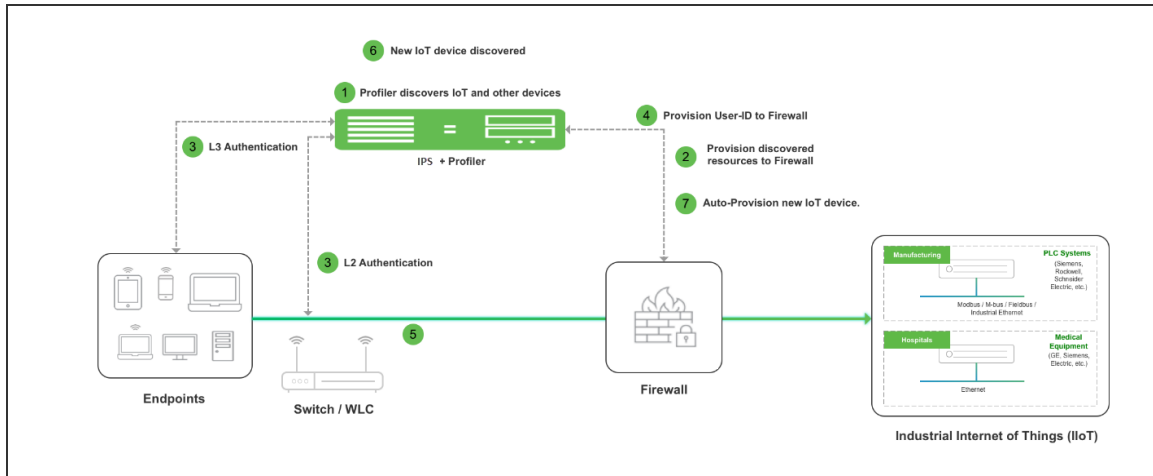 6 New IoT device discovered
1 Profiler discovers IoT and other devices
IPS + Profiler
4 Provision User-ID to Firewall
2 Provision discovered
resources to Firewall
7 Auto-Provision new IoT device.
3 L3 Authentication
3 L2 Authentication
5
Endpoints
Switch / WLC
Firewall
Manufacturing
PLC Systems
(Siemens,
Rockwell,
Schneider
Electric, etc.)
Modbus / M-bus / Fieldbus /
Industrial Ethernet
Hospitals
Medical
Equipment
(GE, Siemens,
Electric, etc.)
Ethernet
Industrial Internet of Things (IIoT)